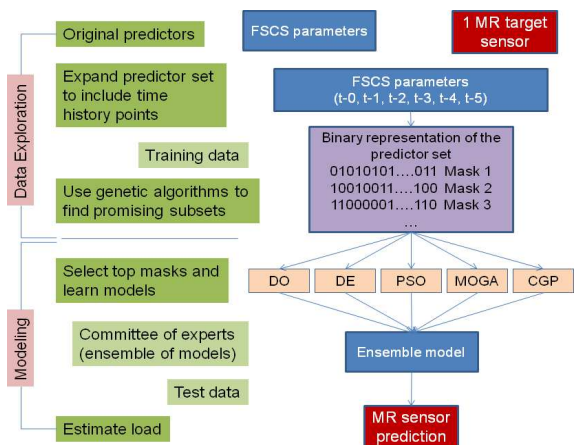 Original predictors
FSCS parameters
1 MR target
sensor
Data Exploration
Expand predictor set
to include time
history points
FSCS parameters
(t-0, t-1, t-2, t-3, t-4, t-5)
Training data
Binary representation of the
predictor set
01010101....011 Mask 1
10010011....100 Mask 2
11000001....110 Mask 3
...
Use genetic algorithms to
find promising subsets
Modeling
Select top masks and
learn models
DO
DE
PSO
MOGA
CGP
Committee of experts
(ensemble of models)
Ensemble model
Test data
Estimate load
MR sensor
prediction